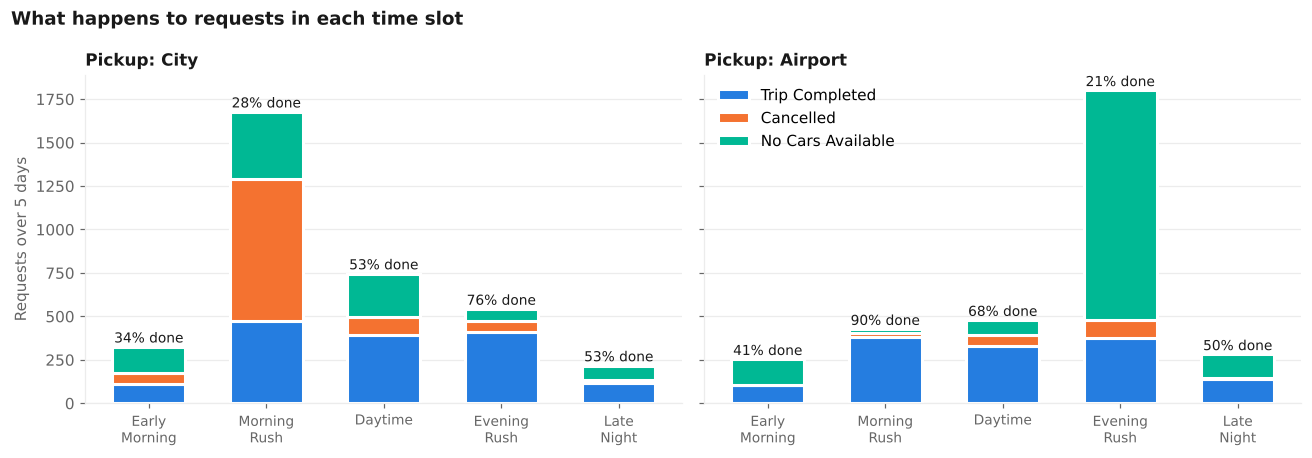 What happens to requests in each time slot
Pickup: City
Requests over 5 days
1750
1500
1250
1000
750
500
250
0
34% done
28% done
53% done
76% done
53% done
Early
Morning
Morning
Rush
Daytime
Evening
Rush
Late
Night
Pickup: Airport
Trip Completed
Cancelled
No Cars Available
41% done
90% done
68% done
21% done
50% done
Early
Morning
Morning
Rush
Daytime
Evening
Rush
Late
Night